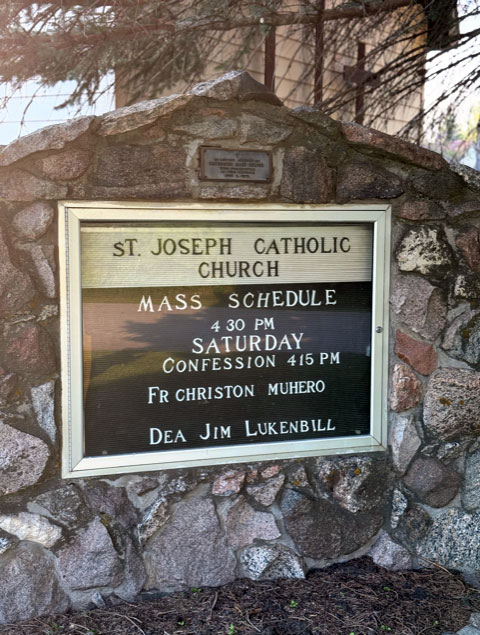 ST. JOSEPH CATHOLIC
CHURCH
MASS SCHEDULE
4 30 PM
SATURDAY
CONFESSION 415 PM
FR CHRISTON MUHERO
DEA JIM LUKENBILL